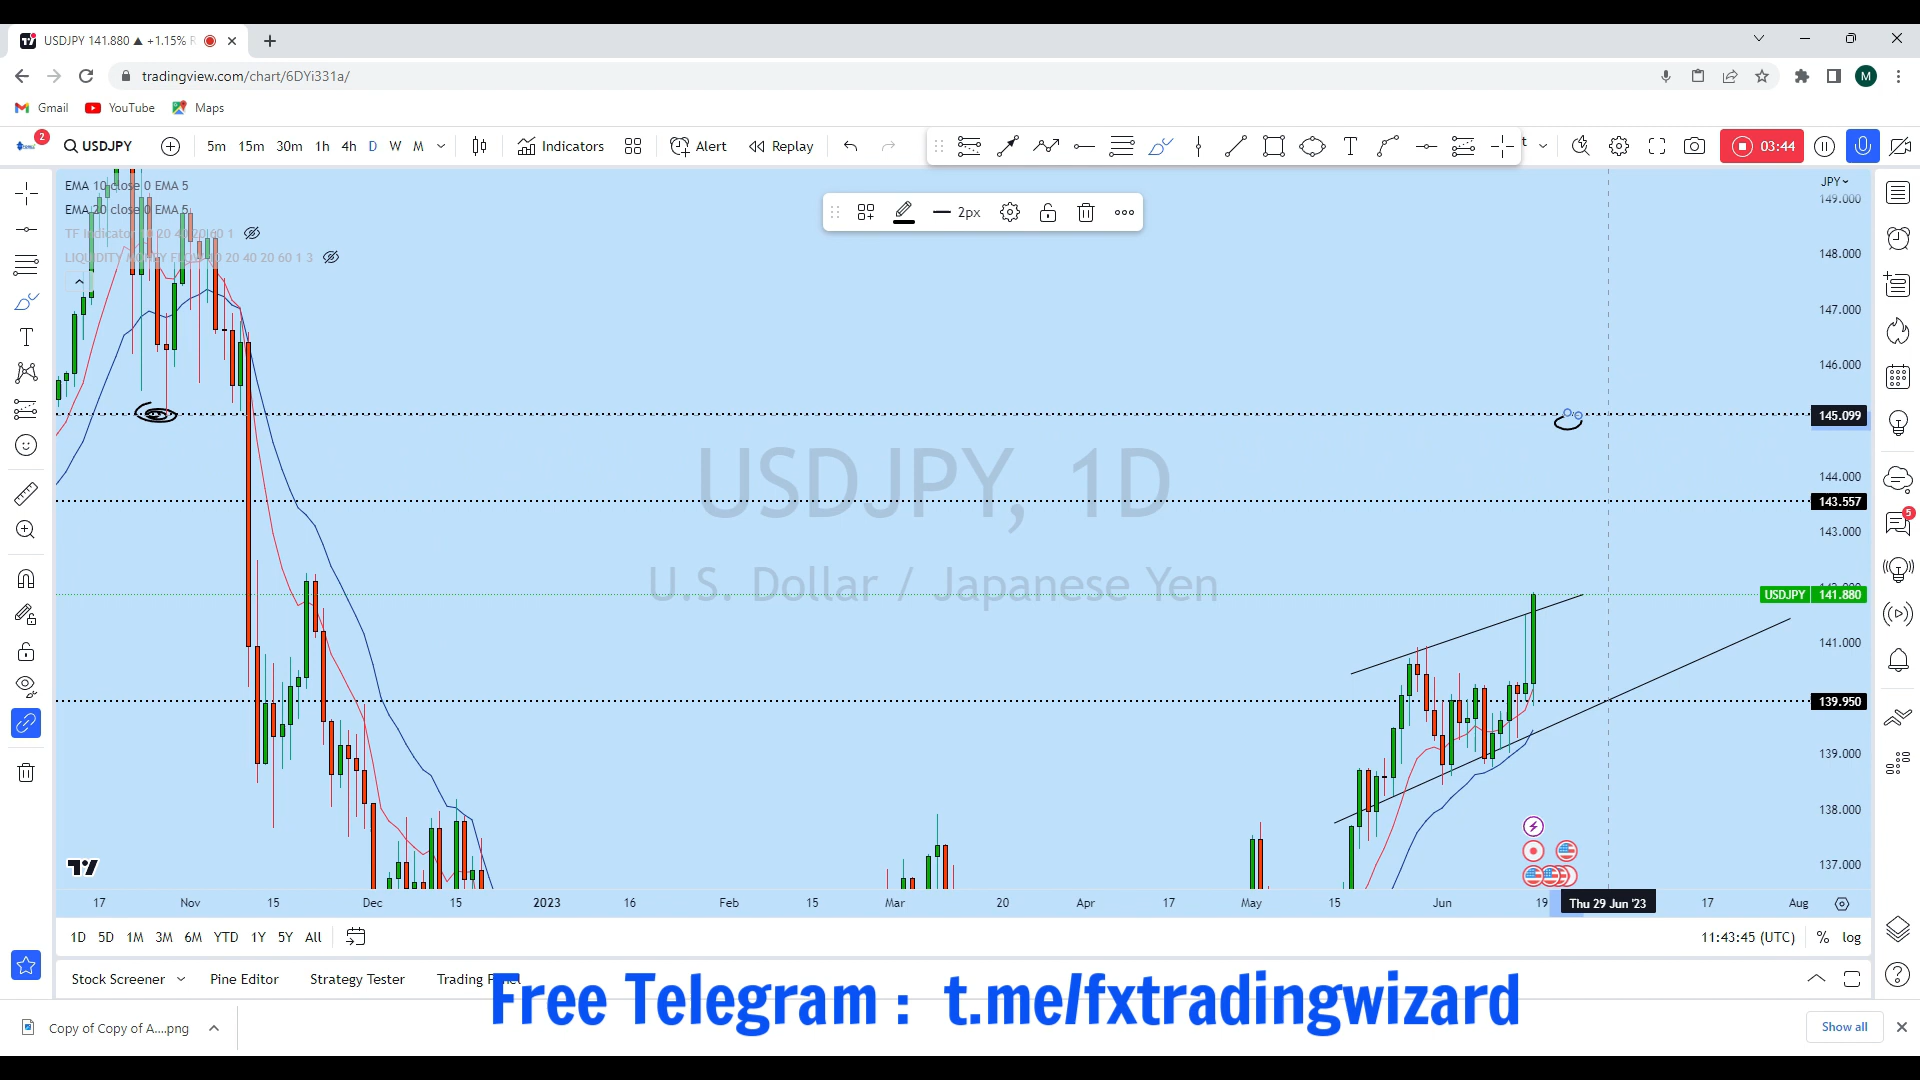 USDJPY 141.880 ▲ +1.15% R
tradingview.com/chart/6DYi331a/
M
Gmail YouTube Maps
2
USDJPY 5m 15m 30m 1h 4h D W M Indicators Alert Replay 03:44
EMA 10 close 0 EMA 5
EMA 20 close 0 EMA 5
2px
JPY
149.000
148.000
147.000
146.000
145.099
144.000
143.557
143.000
USDJPY, 1D
U.S. Dollar / Japanese Yen
USDJPY 141.880
141.000
139.950
139.000
138.000
137.000
5
17 Nov 15 Dec 15 2023 16 Feb 15 Mar 20 Apr 17 May 15 Jun 19 Thu 29 Jun '23 17 Aug
1D 5D 1M 3M 6M YTD 1Y 5Y All 11:43:45 (UTC) % log
Stock Screener Pine Editor Strategy Tester Trading
Free Telegram : t.me/fxtradingwizard
Copy of Copy of A....png Show all